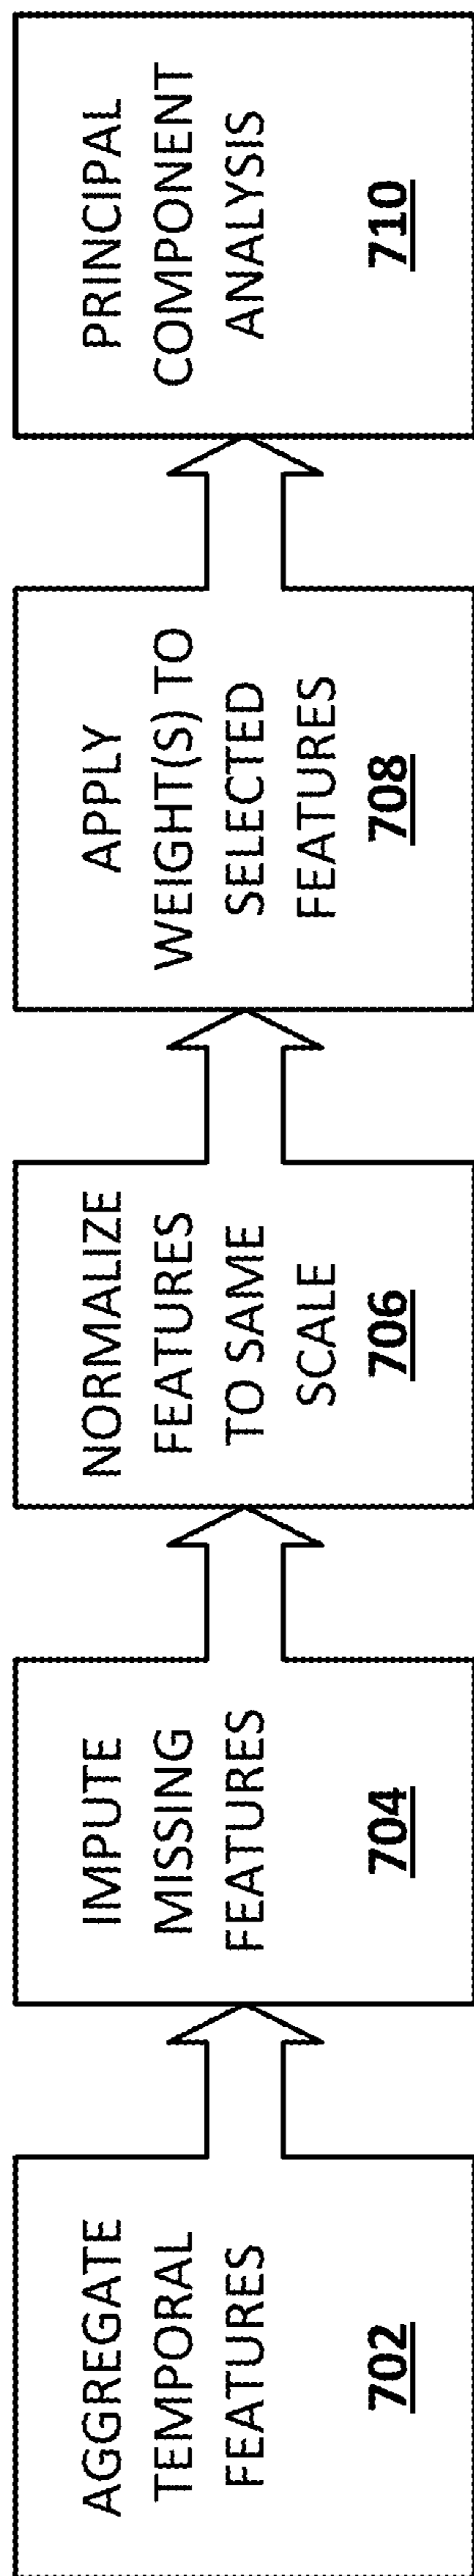 AGGREGATE
TEMPORAL
FEATURES
702
IMPUTE
MISSING
FEATURES
704
NORMALIZE
FEATURES
TO SAME
SCALE
706
APPLY
WEIGHT(S) TO
SELECTED
FEATURES
708
PRINCIPAL
COMPONENT
ANALYSIS
710